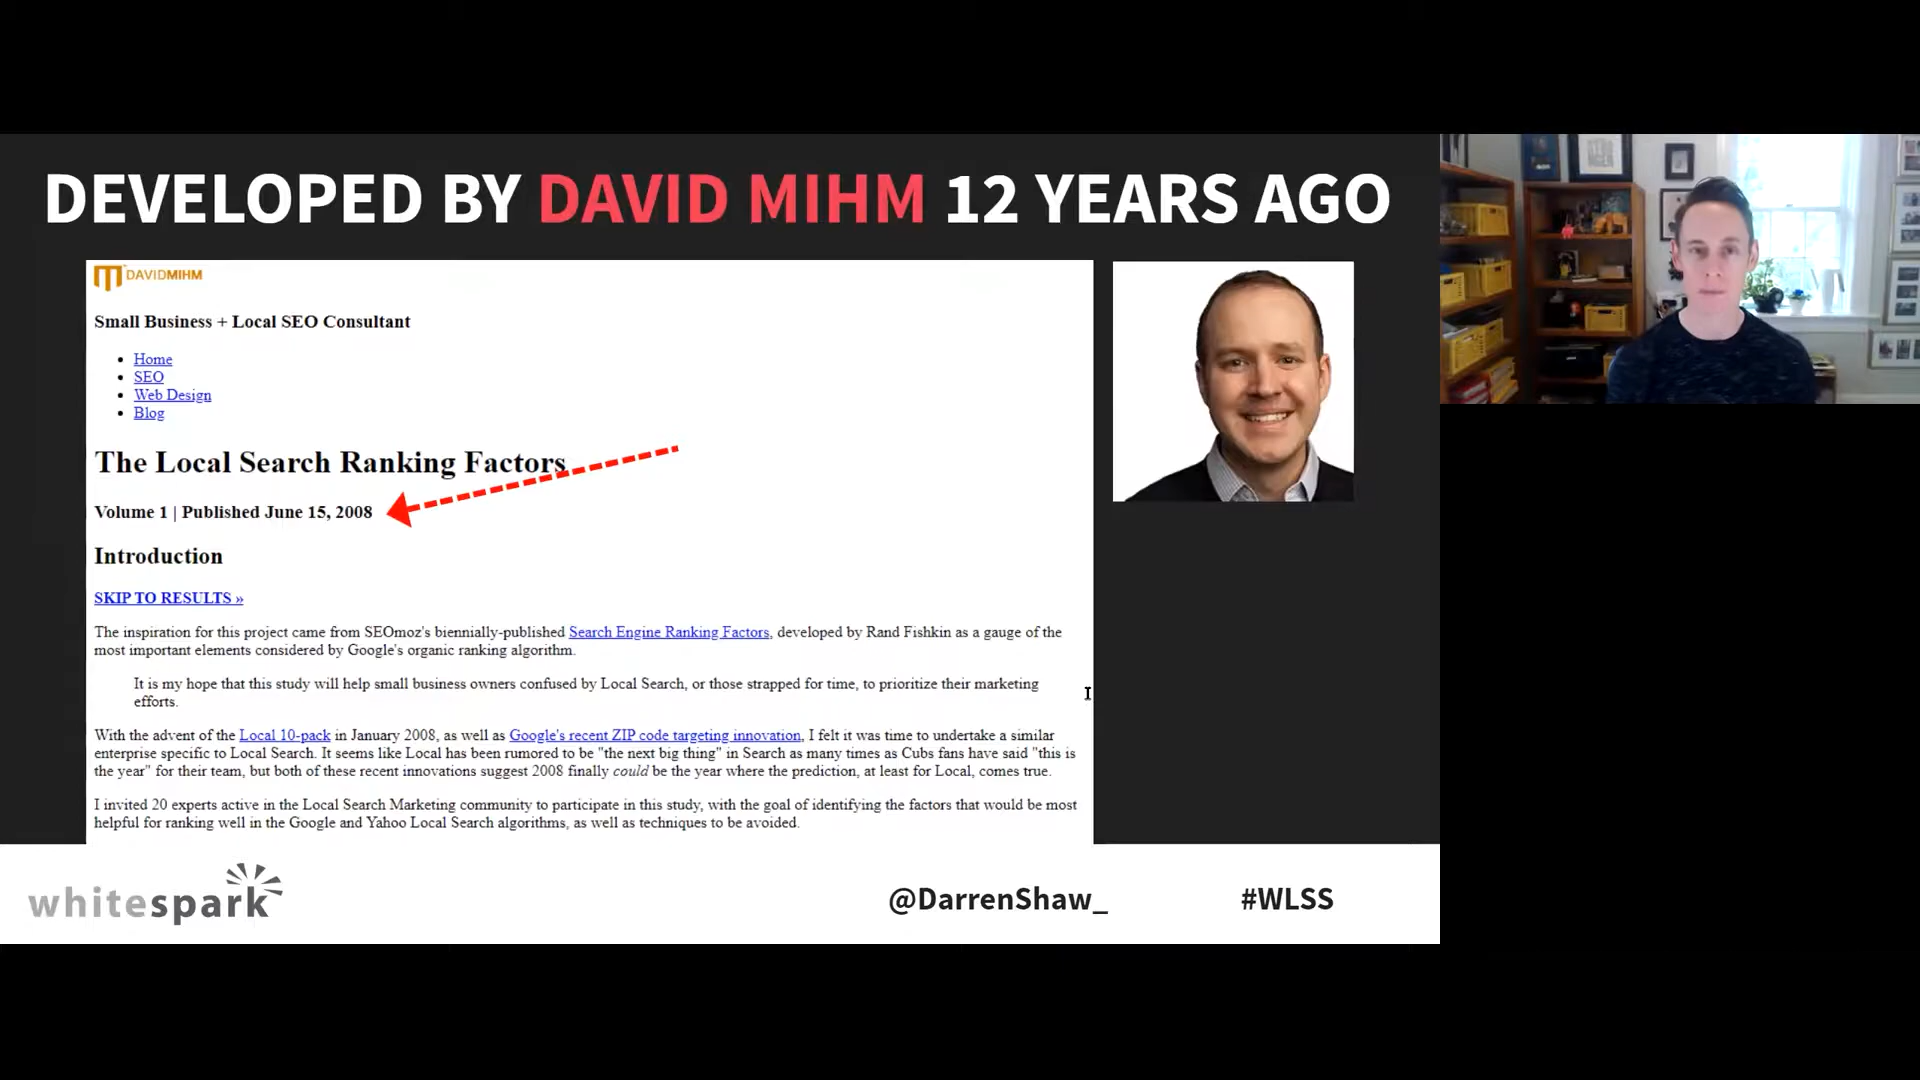 DEVELOPED BY DAVID MIHM 12 YEARS AGO
DAVIDMIHM
Small Business + Local SEO Consultant
Home
SEO
Web Design
Blog
The Local Search Ranking Factors
Volume 1 | Published June 15, 2008
Introduction
SKIP TO RESULTS »
The inspiration for this project came from SEOmoz's biennially-published Search Engine Ranking Factors, developed by Rand Fishkin as a gauge of the
most important elements considered by Google's organic ranking algorithm.
It is my hope that this study will help small business owners confused by Local Search, or those strapped for time, to prioritize their marketing
efforts.
With the advent of the Local 10-pack in January 2008, as well as Google's recent ZIP code targeting innovation, I felt it was time to undertake a similar
enterprise specific to Local Search. It seems like Local has been rumored to be "the next big thing" in Search as many times as Cubs fans have said "this is
the year" for their team, but both of these recent innovations suggest 2008 finally could be the year where the prediction, at least for Local, comes true.
I invited 20 experts active in the Local Search Marketing community to participate in this study, with the goal of identifying the factors that would be most
helpful for ranking well in the Google and Yahoo Local Search algorithms, as well as techniques to be avoided.
whitespark
@DarrenShaw_
#WLSS